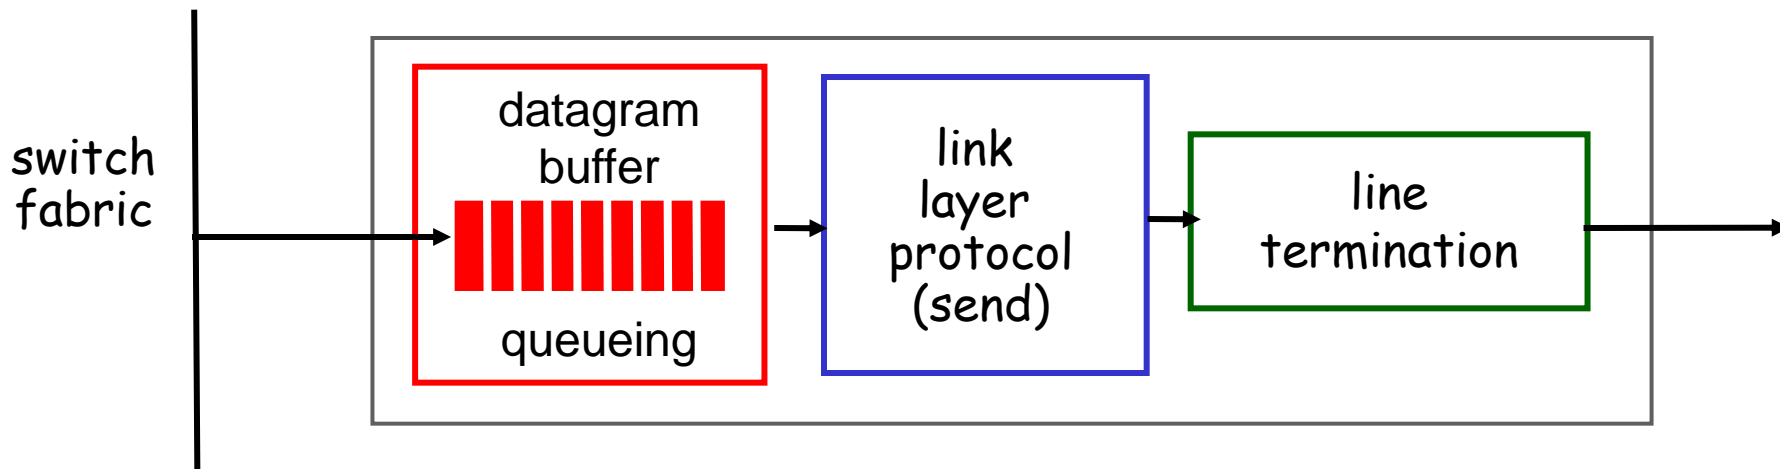 switch
fabric
datagram
buffer
queueing
link
layer
protocol
(send)
line
termination